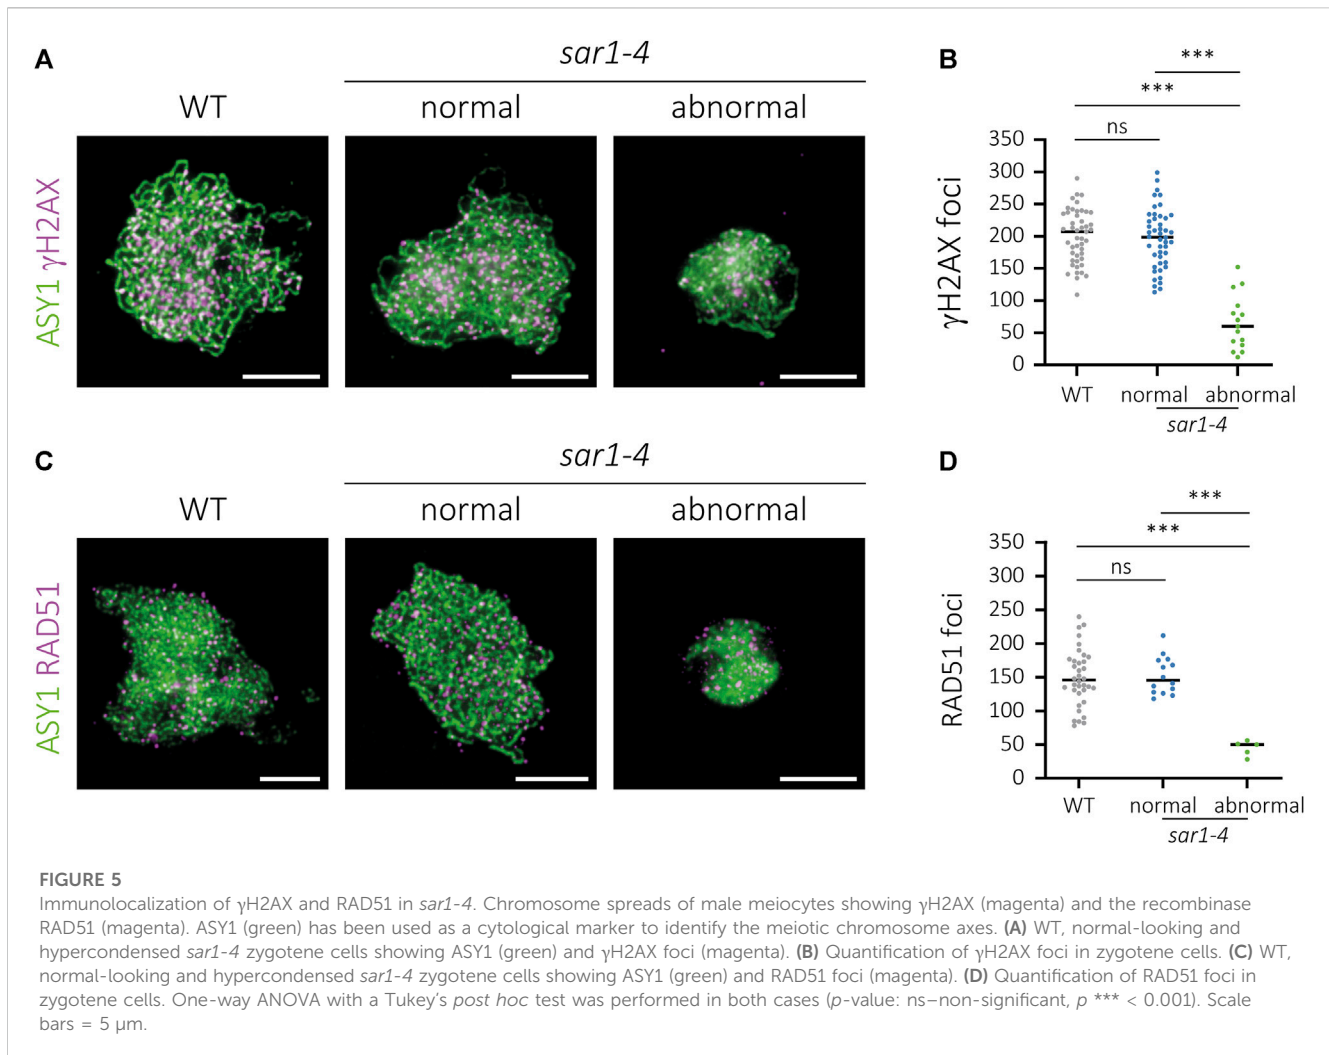 A
sar1-4
WT
normal
abnormal
ASY1 γH2AX
B
***
***
ns
γH2AX foci
350
300
250
200
150
100
50
0
WT
normal
abnormal
sar1-4
C
sar1-4
WT
normal
abnormal
ASY1 RAD51
D
***
***
ns
RAD51 foci
350
300
250
200
150
100
50
0
WT
normal
abnormal
sar1-4
FIGURE 5
Immunolocalization of γH2AX and RAD51 in sar1-4. Chromosome spreads of male meiocytes showing γH2AX (magenta) and the recombinase
RAD51 (magenta). ASY1 (green) has been used as a cytological marker to identify the meiotic chromosome axes. (A) WT, normal-looking and
hypercondensed sar1-4 zygotene cells showing ASY1 (green) and γH2AX foci (magenta). (B) Quantification of γH2AX foci in zygotene cells. (C) WT,
normal-looking and hypercondensed sar1-4 zygotene cells showing ASY1 (green) and RAD51 foci (magenta). (D) Quantification of RAD51 foci in
zygotene cells. One-way ANOVA with a Tukey's post hoc test was performed in both cases (p-value: ns–non-significant, p *** < 0.001). Scale
bars = 5 μm.